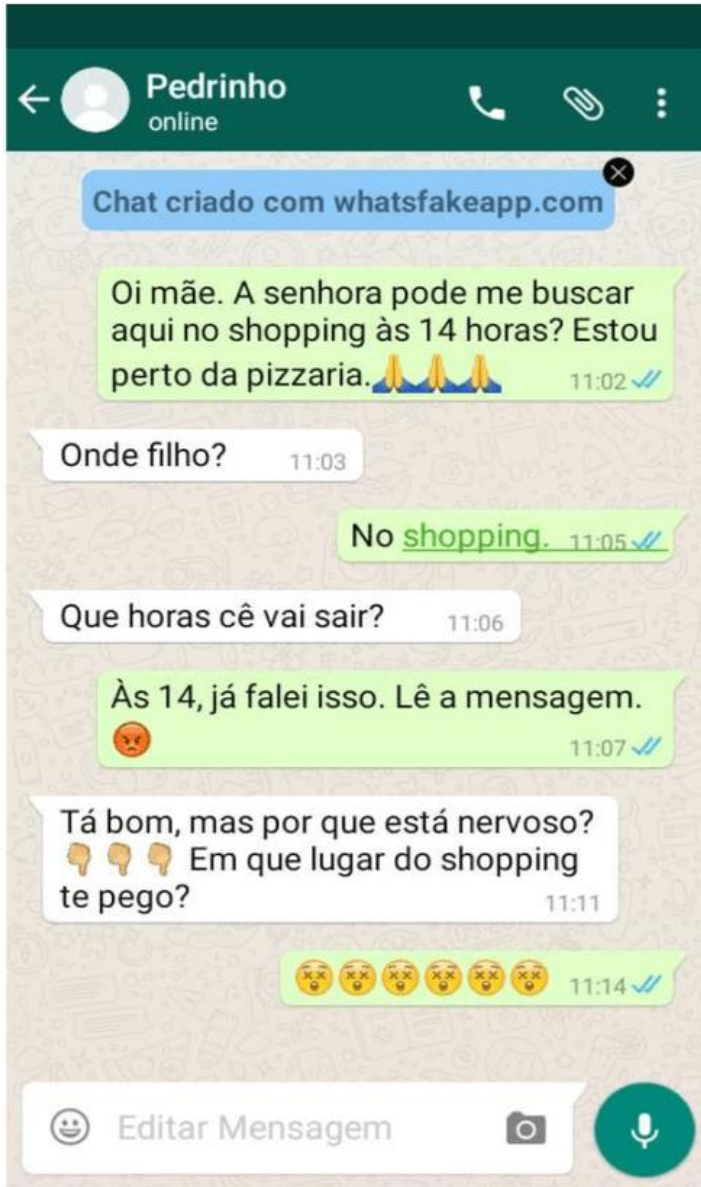 Pedrinho
online
Chat criado com whatsfakeapp.com
Oi mãe. A senhora pode me buscar
aqui no shopping às 14 horas? Estou
perto da pizzaria.🙏🙏🙏 11:02
Onde filho? 11:03
No shopping. 11:05
Que horas cê vai sair? 11:06
Às 14, já falei isso. Lê a mensagem.
😡 11:07
Tá bom, mas por que está nervoso?
👇👇👇 Em que lugar do shopping
te pego? 11:11
😵😵😵😵😵😵 11:14
Editar Mensagem